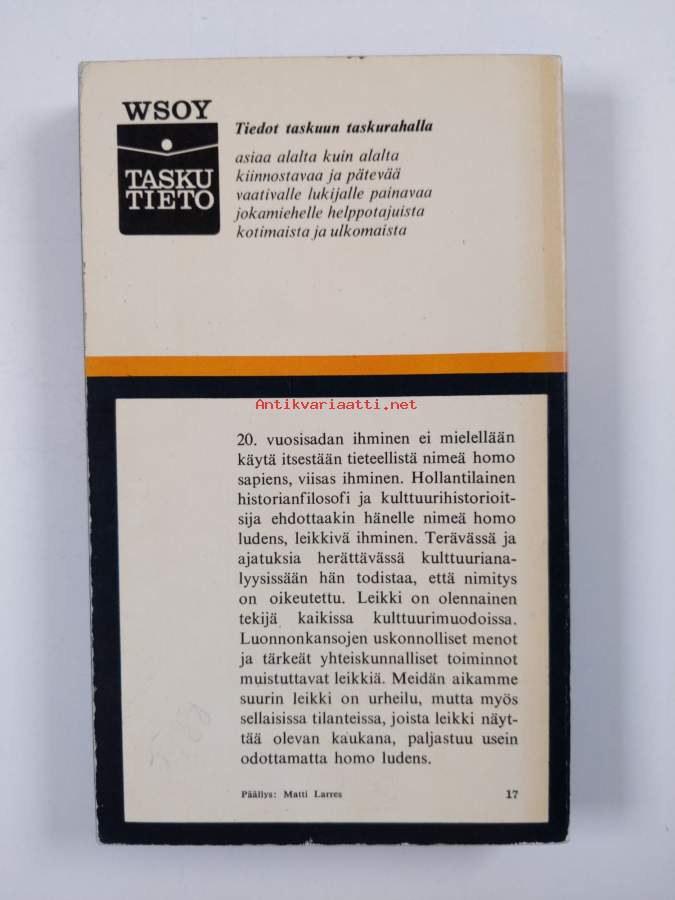 WSOY
TASKU
TIETO
Tiedot taskuun taskurahalla
asiaa alalta kuin alalta
kiinnostavaa ja pätevää
vaativalle lukijalle painavaa
jokamiehelle helppotajuista
kotimaista ja ulkomaista
Antikvariaatti.net
20. vuosisadan ihminen ei mielellään
käytä itsestään tieteellistä nimeä homo
sapiens, viisas ihminen. Hollantilainen
historianfilosofi ja kulttuurihistorioit-
sija ehdottaakin hänelle nimeä homo
ludens, leikkivä ihminen. Terävässä ja
ajatuksia herättävässä kulttuuriana-
lyysissään hän todistaa, että nimitys
on oikeutettu. Leikki on olennainen
tekijä kaikissa kulttuurimuodoissa.
Luonnonkansojen uskonnolliset menot
ja tärkeät yhteiskunnalliset toiminnot
muistuttavat leikkiä. Meidän aikamme
suurin leikki on urheilu, mutta myös
sellaisissa tilanteissa, joista leikki näyt-
tää olevan kaukana, paljastuu usein
odottamatta homo ludens.
Päällys: Matti Larres
17